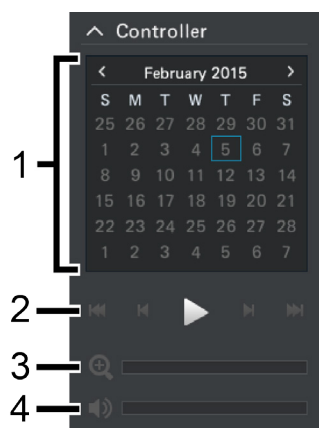 Controller
February 2015
S M T W T F S
25 26 27 28 29 30 31
1 2 3 4 5 6 7
8 9 10 11 12 13 14
15 16 17 18 19 20 21
22 23 24 25 26 27 28
1 2 3 4 5 6 7
1
2
3
4